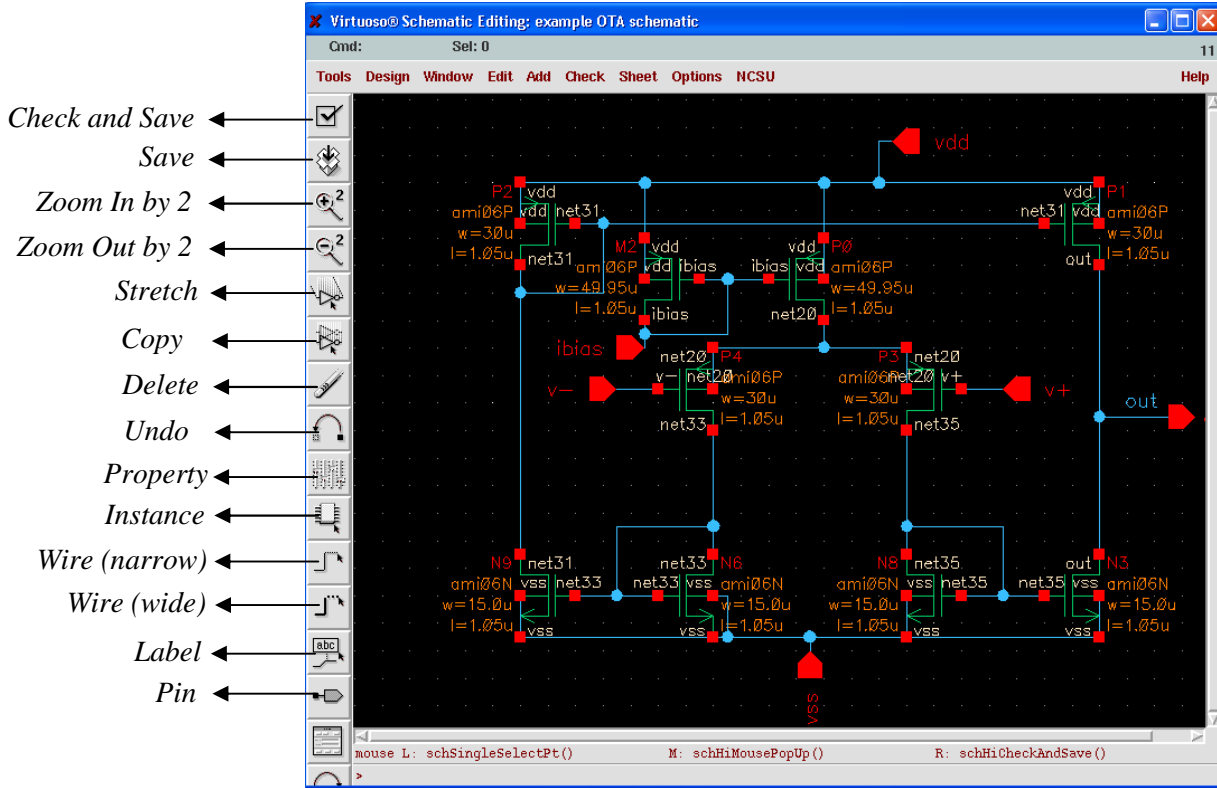 Virtuoso® Schematic Editing: example OTA schematic
Cmd: Sel: 0 11
Tools Design Window Edit Add Check Sheet Options NCSU Help
Check and Save
Save
Zoom In by 2
Zoom Out by 2
Stretch
Copy
Delete
Undo
Property
Instance
Wire (narrow)
Wire (wide)
Label
Pin
2
2
abc
vdd
P2 vdd
ami06P vdd net31
w=30u
l=1.05u
net31
vdd P1
net31 vdd ami06P
w=30u
l=1.05u
out
M2 vdd
ami06P vdd ibias
w=49.95u
l=1.05u
ibias
vdd P0
ibias vdd ami06P
w=49.95u
l=1.05u
net20
ibias
net20 P4
v- net20 ami06P
w=30u
l=1.05u
net33
v-
P3 net20
ami06P net20 v+
w=30u
l=1.05u
net35
v+
out
N9 net31
ami06N vss net33
w=15.0u
l=1.05u
vss
net33 N6
net33 vss ami06N
w=15.0u
l=1.05u
vss
N8 net35
ami06N vss net35
w=15.0u
l=1.05u
vss
out N3
net35 vss ami06N
w=15.0u
l=1.05u
vss
vss
mouse L: schSingleSelectPt() M: schHiMousePopUp() R: schHiCheckAndSave()
>